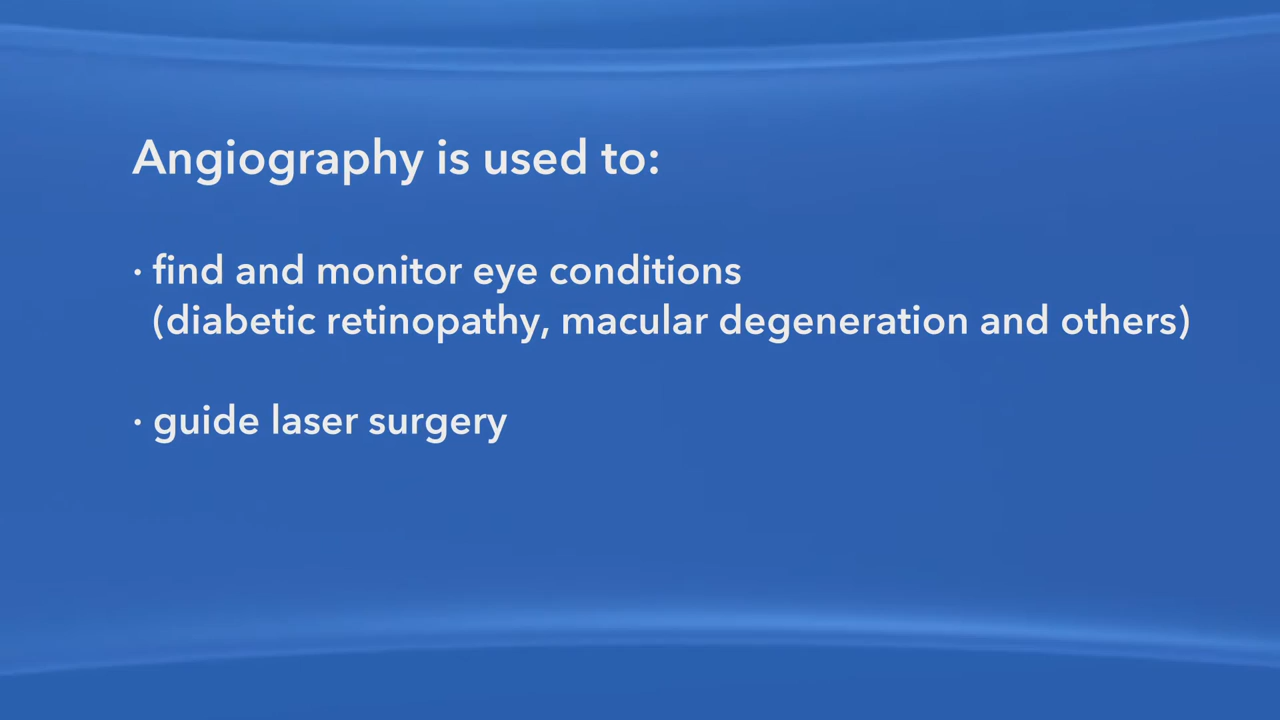 Angiography is used to:
· find and monitor eye conditions
(diabetic retinopathy, macular degeneration and others)
· guide laser surgery